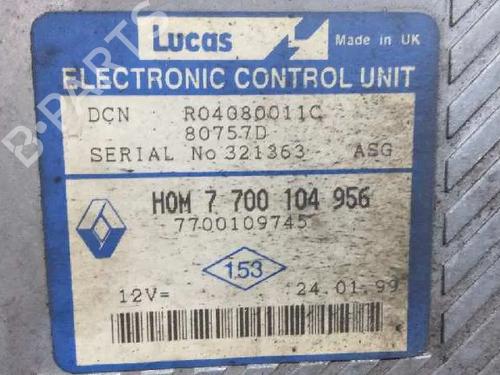 Lucas
Made in UK
ELECTRONIC CONTROL UNIT
DCN R04080011C
80757D
SERIAL No 321363 ASG
HOM 7 700 104 956
7700109745
153
12V= 24.01.99
B-PARTS